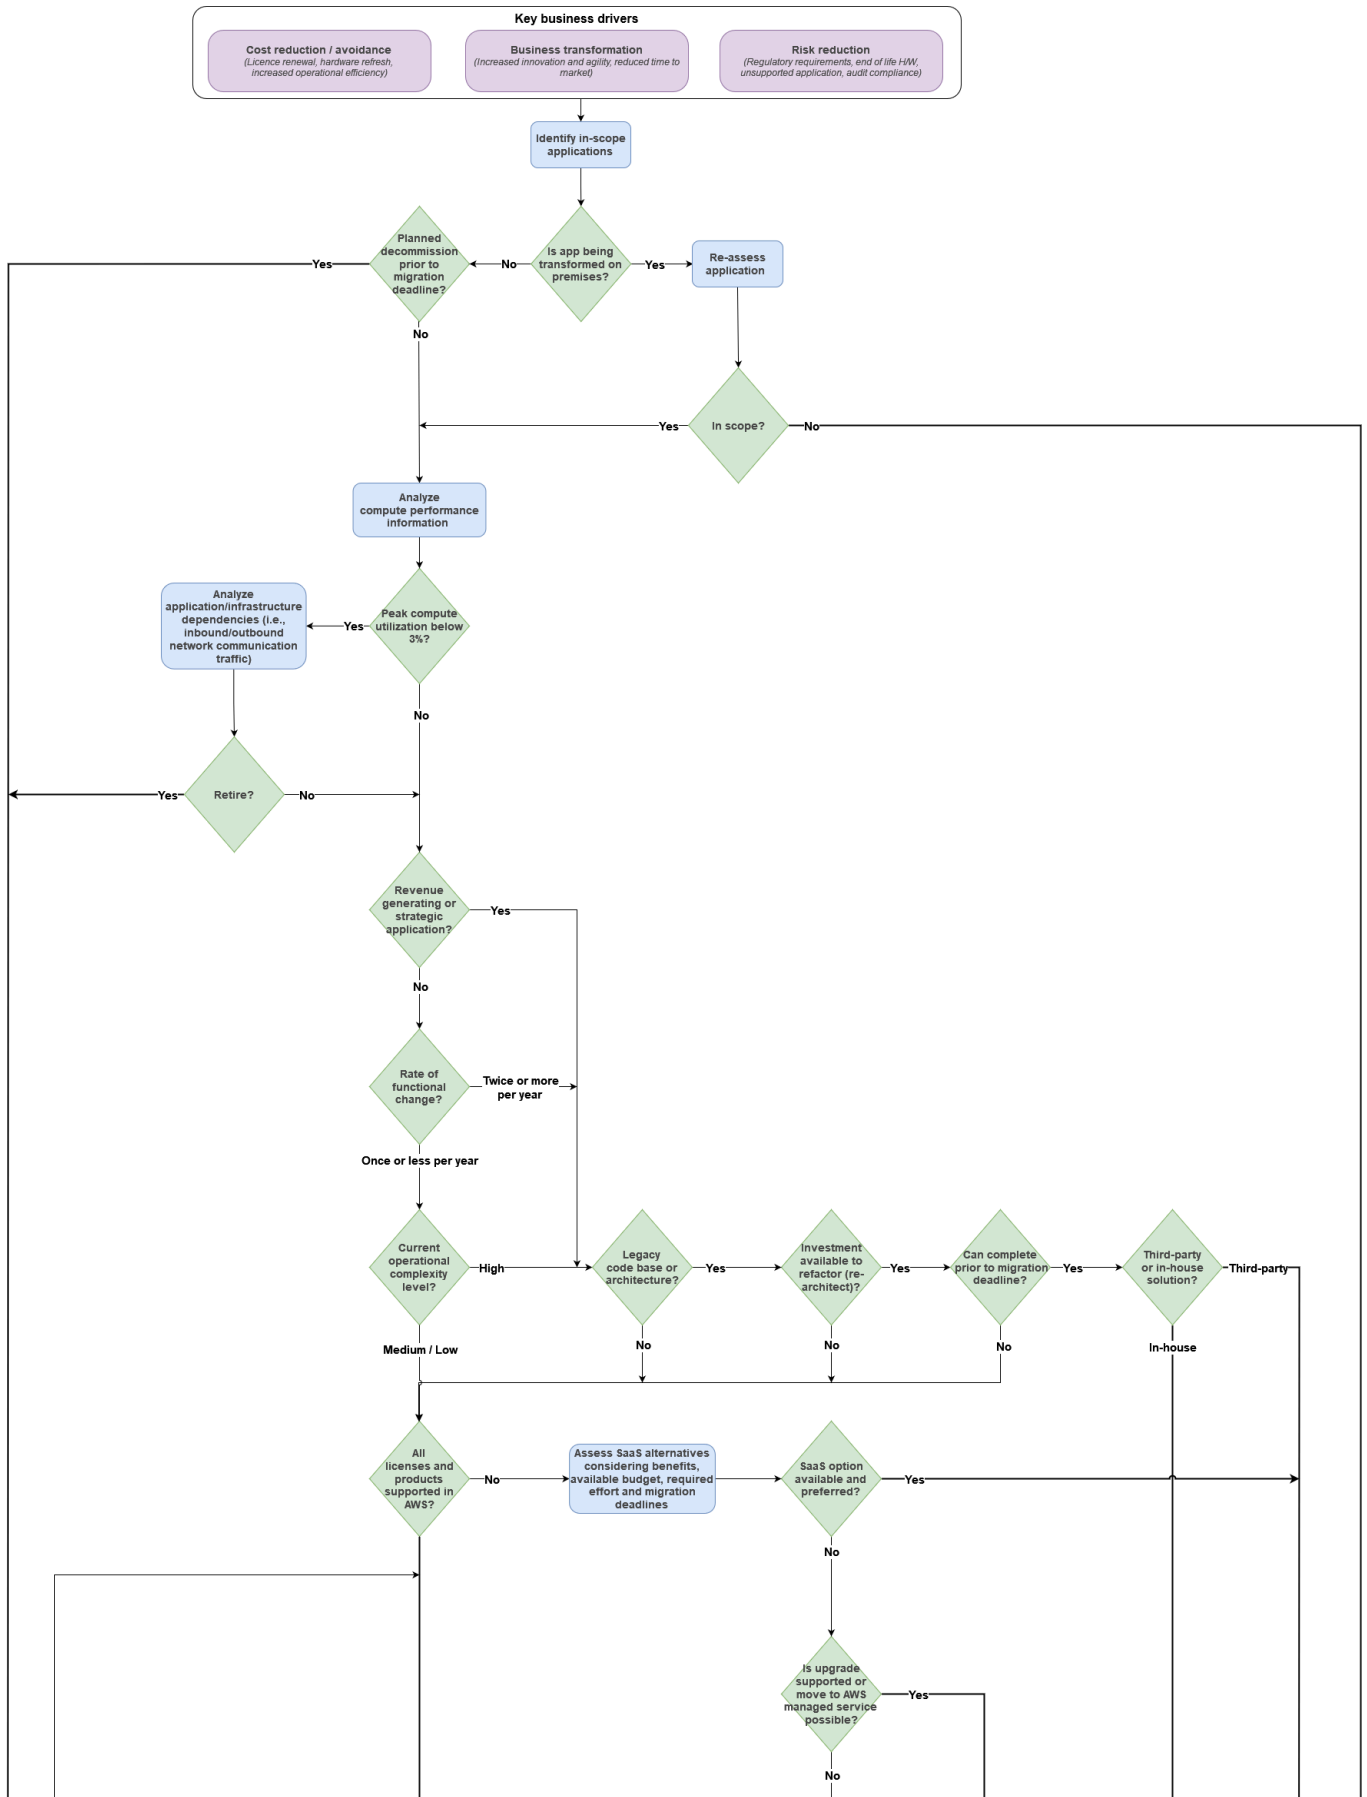 Key business drivers
Cost reduction / avoidance
(Licence renewal, hardware refresh,
increased operational efficiency)
Business transformation
(Increased innovation and agility, reduced time to
market)
Risk reduction
(Regulatory requirements, end of life H/W,
unsupported application, audit compliance)
Identify in-scope
applications
Planned
decommission
prior to
migration
deadline?
Is app being
transformed on
premises?
Re-assess
application
Yes
No
Yes
No
In scope?
Yes
No
Analyze
compute performance
information
Analyze
application/infrastructure
dependencies (i.e.,
inbound/outbound
network communication
traffic)
Yes
Peak compute
utilization below
3%?
No
Yes
Retire?
No
Revenue
generating or
strategic
application?
Yes
No
Rate of
functional
change?
Twice or more
per year
Once or less per year
Current
operational
complexity
level?
High
Legacy
code base or
architecture?
Yes
Investment
available to
refactor (re-
architect)?
Yes
Can complete
prior to migration
deadline?
Yes
Third-party
or in-house
solution?
Third-party
Medium / Low
No
No
No
In-house
All
licenses and
products
supported in
AWS?
No
Assess SaaS alternatives
considering benefits,
available budget, required
effort and migration
deadlines
SaaS option
available and
preferred?
Yes
No
Is upgrade
supported or
move to AWS
managed service
possible?
Yes
No